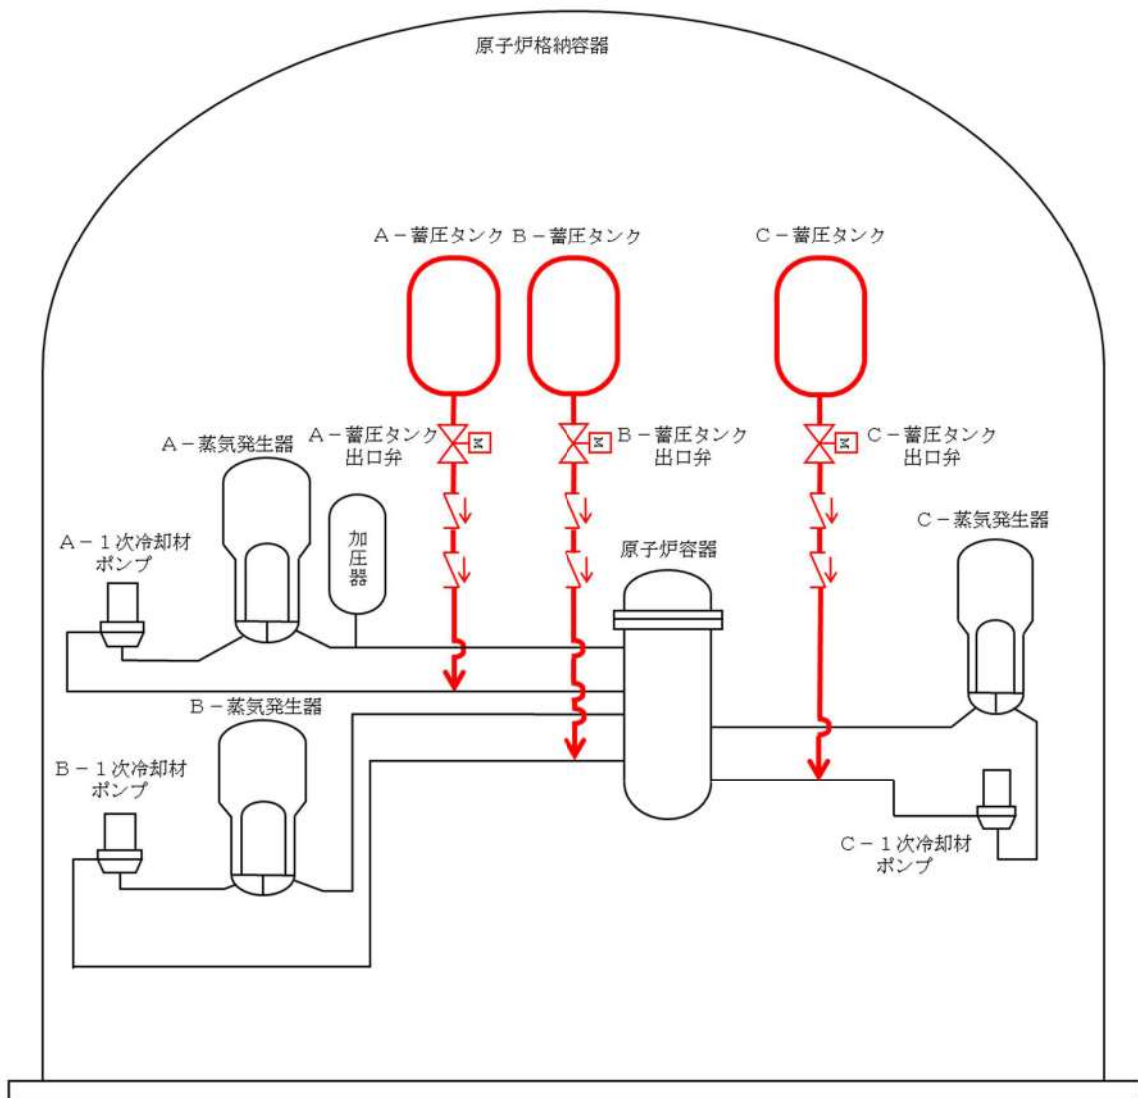 原子炉格納容器
A-蓄圧タンク
B-蓄圧タンク
C-蓄圧タンク
A-蒸気発生器
A-蓄圧タンク
出口弁
M
B-蓄圧タンク
出口弁
M
C-蓄圧タンク
出口弁
M
A-1次冷却材
ポンプ
加圧器
原子炉容器
C-蒸気発生器
B-蒸気発生器
B-1次冷却材
ポンプ
C-1次冷却材
ポンプ